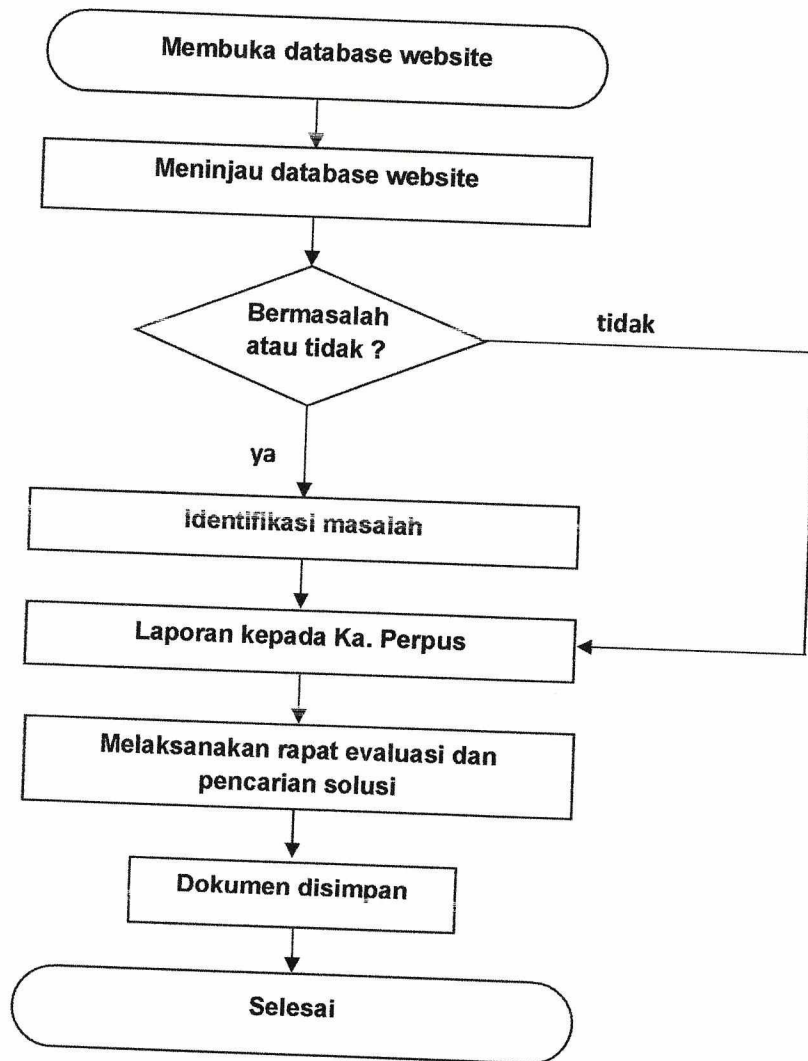 Membuka database website
Meninjau database website
Bermasalah
atau tidak ?
tidak
ya
Identifikasi masalah
Laporan kepada Ka. Perpus
Melaksanakan rapat evaluasi dan
pencarian solusi
Dokumen disimpan
Selesai